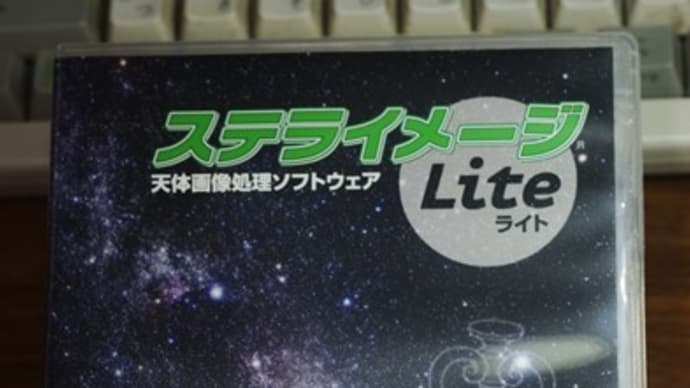 ステライメージ
天体画像処理ソフトウェア
Lite
ライト